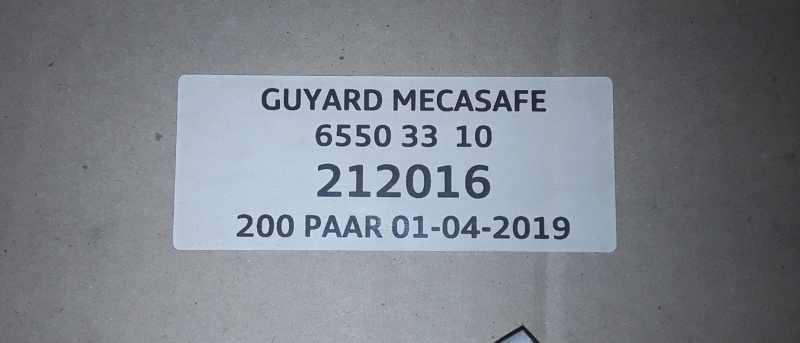 GUYARD MECASAFE
6550 33 10
212016
200 PAAR 01-04-2019